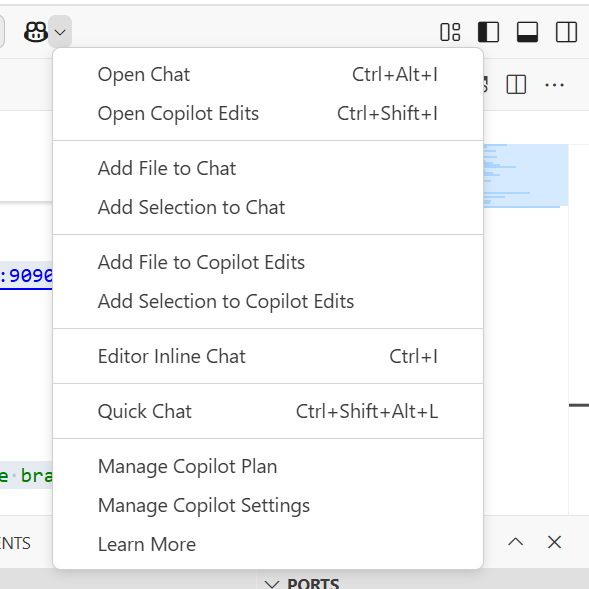 Open Chat Ctrl+Alt+I
Open Copilot Edits Ctrl+Shift+I
Add File to Chat
Add Selection to Chat
Add File to Copilot Edits
:9090
Add Selection to Copilot Edits
Editor Inline Chat Ctrl+I
Quick Chat Ctrl+Shift+Alt+L
Manage Copilot Plan
e bra
Manage Copilot Settings
Learn More
ENTS
PORTS